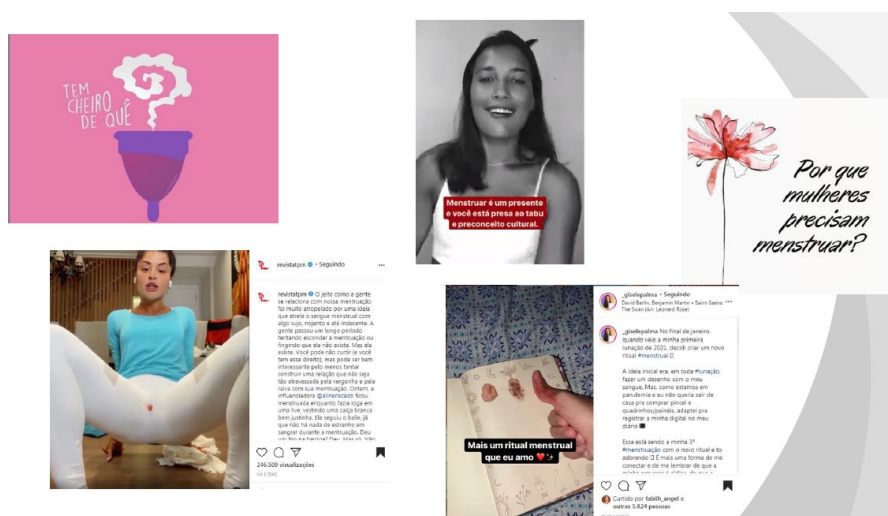 TEM
CHEIRO
DE QUÊ
Menstruar é um presente
e você está presa ao tabu
e preconceito cultural.
Por que
mulheres
precisam
menstruar?
revistatpm • Seguindo
revistatpm O jeito como a gente
se relaciona com nossa menstruação
foi muito atravessado por uma ideia
que atrela o sangue menstrual com
algo sujo, nojento e até indecente. A
gente passou um longo período
tentando esconder a menstruação ou
fingindo que ela não existe. Mas ela
existe. Você pode não curtir (e você
tem esse direito), mas pode ser bem
interessante pelo menos tentar
construir uma relação que não seja
tão atravessada pela vergonha e pela
raiva com sua menstruação. Ontem, a
influenciadora ficou
menstruada enquanto fazia ioga em
uma live, vestindo uma calça branca
bem justinha. Ela seguiu o baile, já
que não há nada de estranho em
sangrar durante a menstruação. Deu
246.509 visualizações
HÁ 6 DIAS
_giselepalma • Seguindo
David Berlin, Benjamin Martin • Saint-Saëns:
The Swan (Arr. Leonard Rose)
_giselepalma No final de janeiro,
quando veio a minha primeira
lunação de 2021, decidi criar um novo
ritual #menstrual
A ideia inicial era, em toda #lunação,
fazer um desenho com o meu
sangue. Mas, como estamos em
pandemia e eu não queria sair de
casa pra comprar pincel e
quadrinhos/painéis, adaptei pra
registrar a minha digital no meu
diário
Essa está sendo a minha 3ª
#menstruação com o novo ritual e to
adorando É mais uma forma de me
conectar e de me lembrar de que a
Mais um ritual menstrual
que eu amo
Curtido por fabiih_angel e
outras 5.824 pessoas